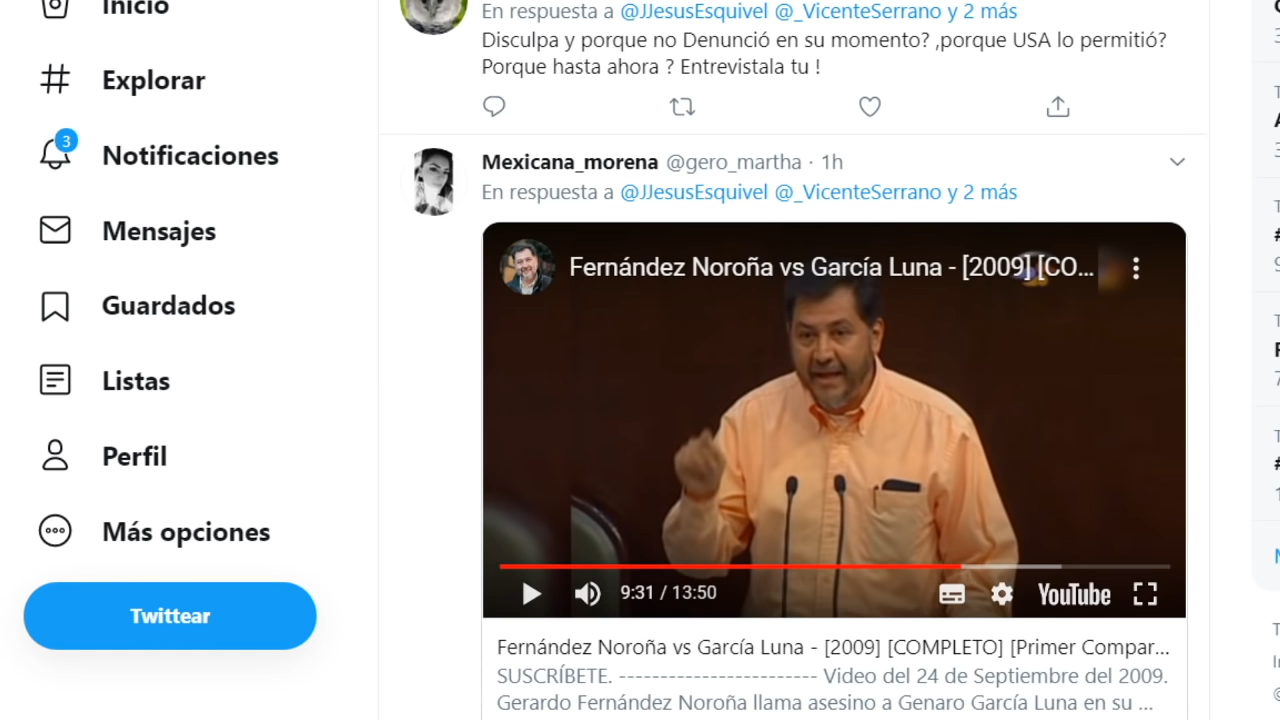 Inicio
Explorar
3
Notificaciones
Mensajes
Guardados
Listas
Perfil
Más opciones
Twittear
En respuesta a @JJesusEsquivel @_VicenteSerrano y 2 más
Disculpa y porque no Denunció en su momento? ,porque USA lo permitió?
Porque hasta ahora ? Entrevistala tu !
Mexicana_morena @gero_martha · 1h
En respuesta a @JJesusEsquivel @_VicenteSerrano y 2 más
Fernández Noroña vs García Luna - [2009] [CO...
9:31 / 13:50
YouTube
Fernández Noroña vs García Luna - [2009] [COMPLETO] [Primer Compar...
SUSCRÍBETE. ------------------------ Video del 24 de Septiembre del 2009.
Gerardo Fernández Noroña llama asesino a Genaro García Luna en su ...